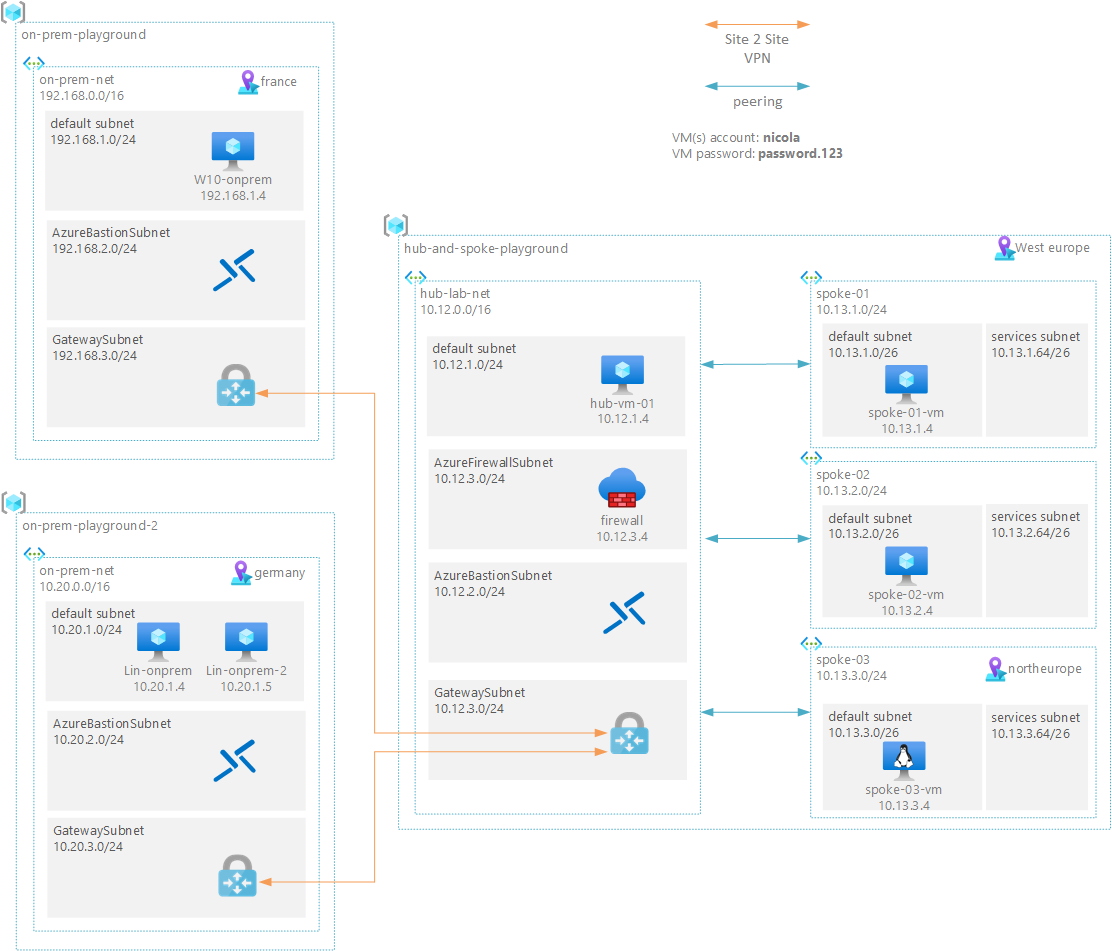 on-prem-playground
on-prem-net
192.168.0.0/16
france
default subnet
192.168.1.0/24
W10-onprem
192.168.1.4
AzureBastionSubnet
192.168.2.0/24
GatewaySubnet
192.168.3.0/24
Site 2 Site
VPN
peering
VM(s) account: nicola
VM password: password.123
on-prem-playground-2
on-prem-net
10.20.0.0/16
germany
default subnet
10.20.1.0/24
Lin-onprem
10.20.1.4
Lin-onprem-2
10.20.1.5
AzureBastionSubnet
10.20.2.0/24
GatewaySubnet
10.20.3.0/24
hub-and-spoke-playground
West europe
hub-lab-net
10.12.0.0/16
default subnet
10.12.1.0/24
hub-vm-01
10.12.1.4
AzureFirewallSubnet
10.12.3.0/24
firewall
10.12.3.4
AzureBastionSubnet
10.12.2.0/24
GatewaySubnet
10.12.3.0/24
spoke-01
10.13.1.0/24
default subnet
10.13.1.0/26
spoke-01-vm
10.13.1.4
services subnet
10.13.1.64/26
spoke-02
10.13.2.0/24
default subnet
10.13.2.0/26
spoke-02-vm
10.13.2.4
services subnet
10.13.2.64/26
spoke-03
10.13.3.0/24
northeurope
default subnet
10.13.3.0/26
spoke-03-vm
10.13.3.4
services subnet
10.13.3.64/26